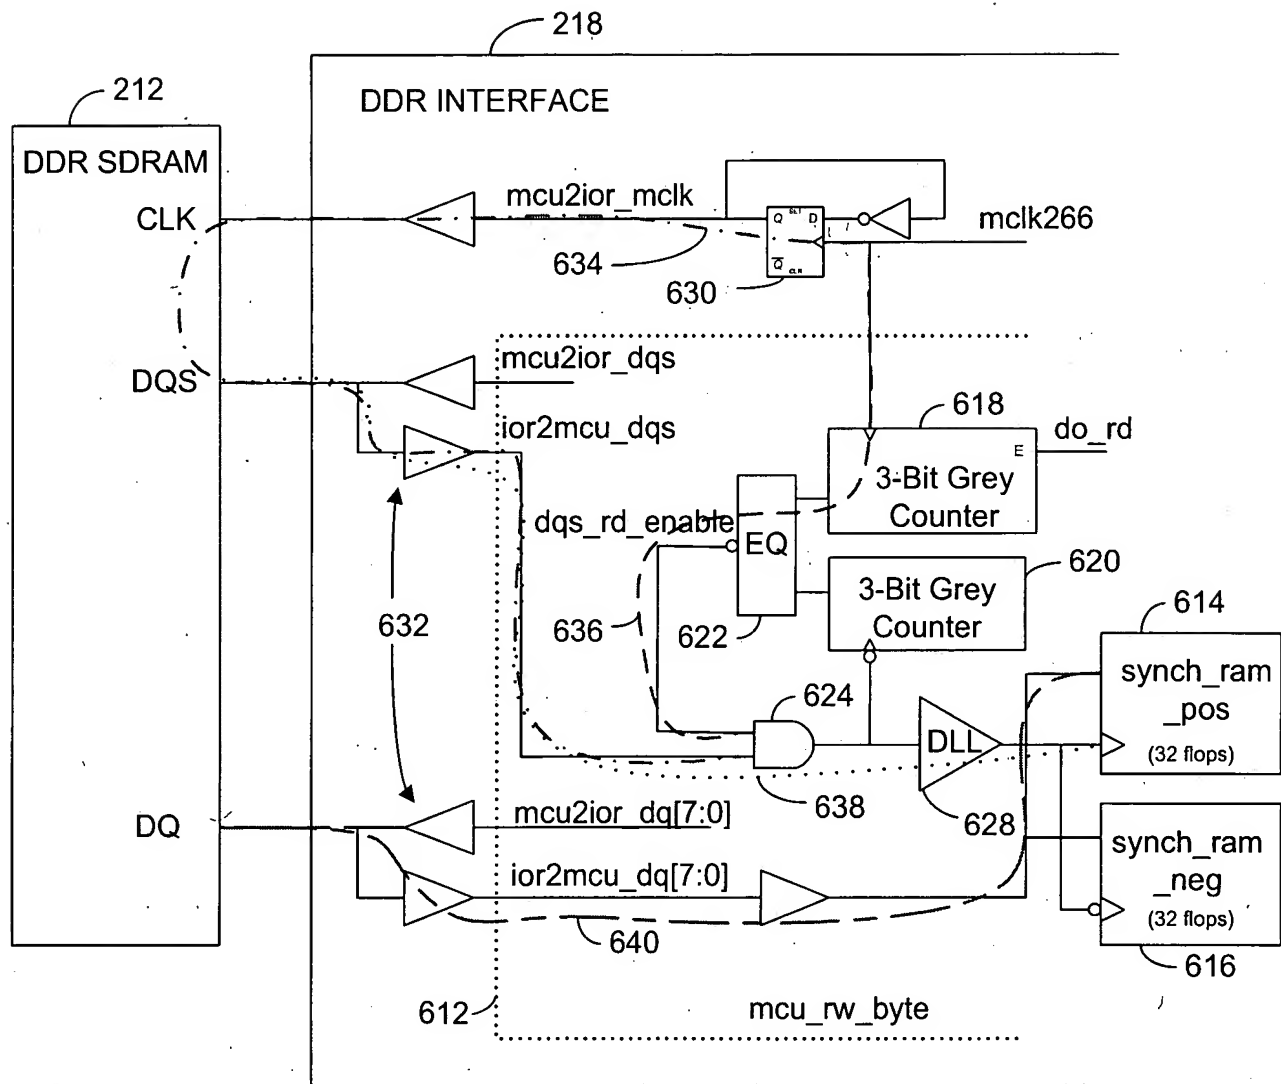 218
212
DDR INTERFACE
DDR SDRAM
CLK
mcu2ior_mclk
Q
D
Q
CLR
mclk266
634
630
DQS
mcu2ior_dqs
ior2mcu_dqs
618
do_rd
E
3-Bit Grey
Counter
dqs_rd_enable
EQ
620
3-Bit Grey
Counter
632
636
622
614
synch_ram
_pos
(32 flops)
624
DLL
638
628
DQ
mcu2ior_dq[7:0]
ior2mcu_dq[7:0]
synch_ram
_neg
(32 flops)
640
616
612
mcu_rw_byte